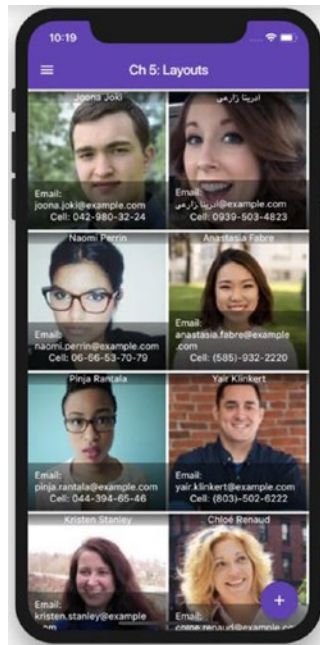 10:19
Ch 5: Layouts
Joona Joki
ادرینا زارعی
Email:
joona.joki@example.com
Cell: 042-980-32-24
Email:
ادرینا.زارعی@example.com
Cell: 0939-503-4823
Naomi Perrin
Anastasia Fabre
Email:
naomi.perrin@example.com
Cell: 06-66-53-70-79
Email:
anastasia.fabre@example
.com
Cell: (585)-932-2220
Pinja Rantala
Yair Klinkert
Email:
pinja.rantala@example.com
Cell: 044-394-65-46
Email:
yair.klinkert@example.com
Cell: (803)-502-6222
Kristen Stanley
Chloé Renaud
Email:
kristen.stanley@example
Email:
+